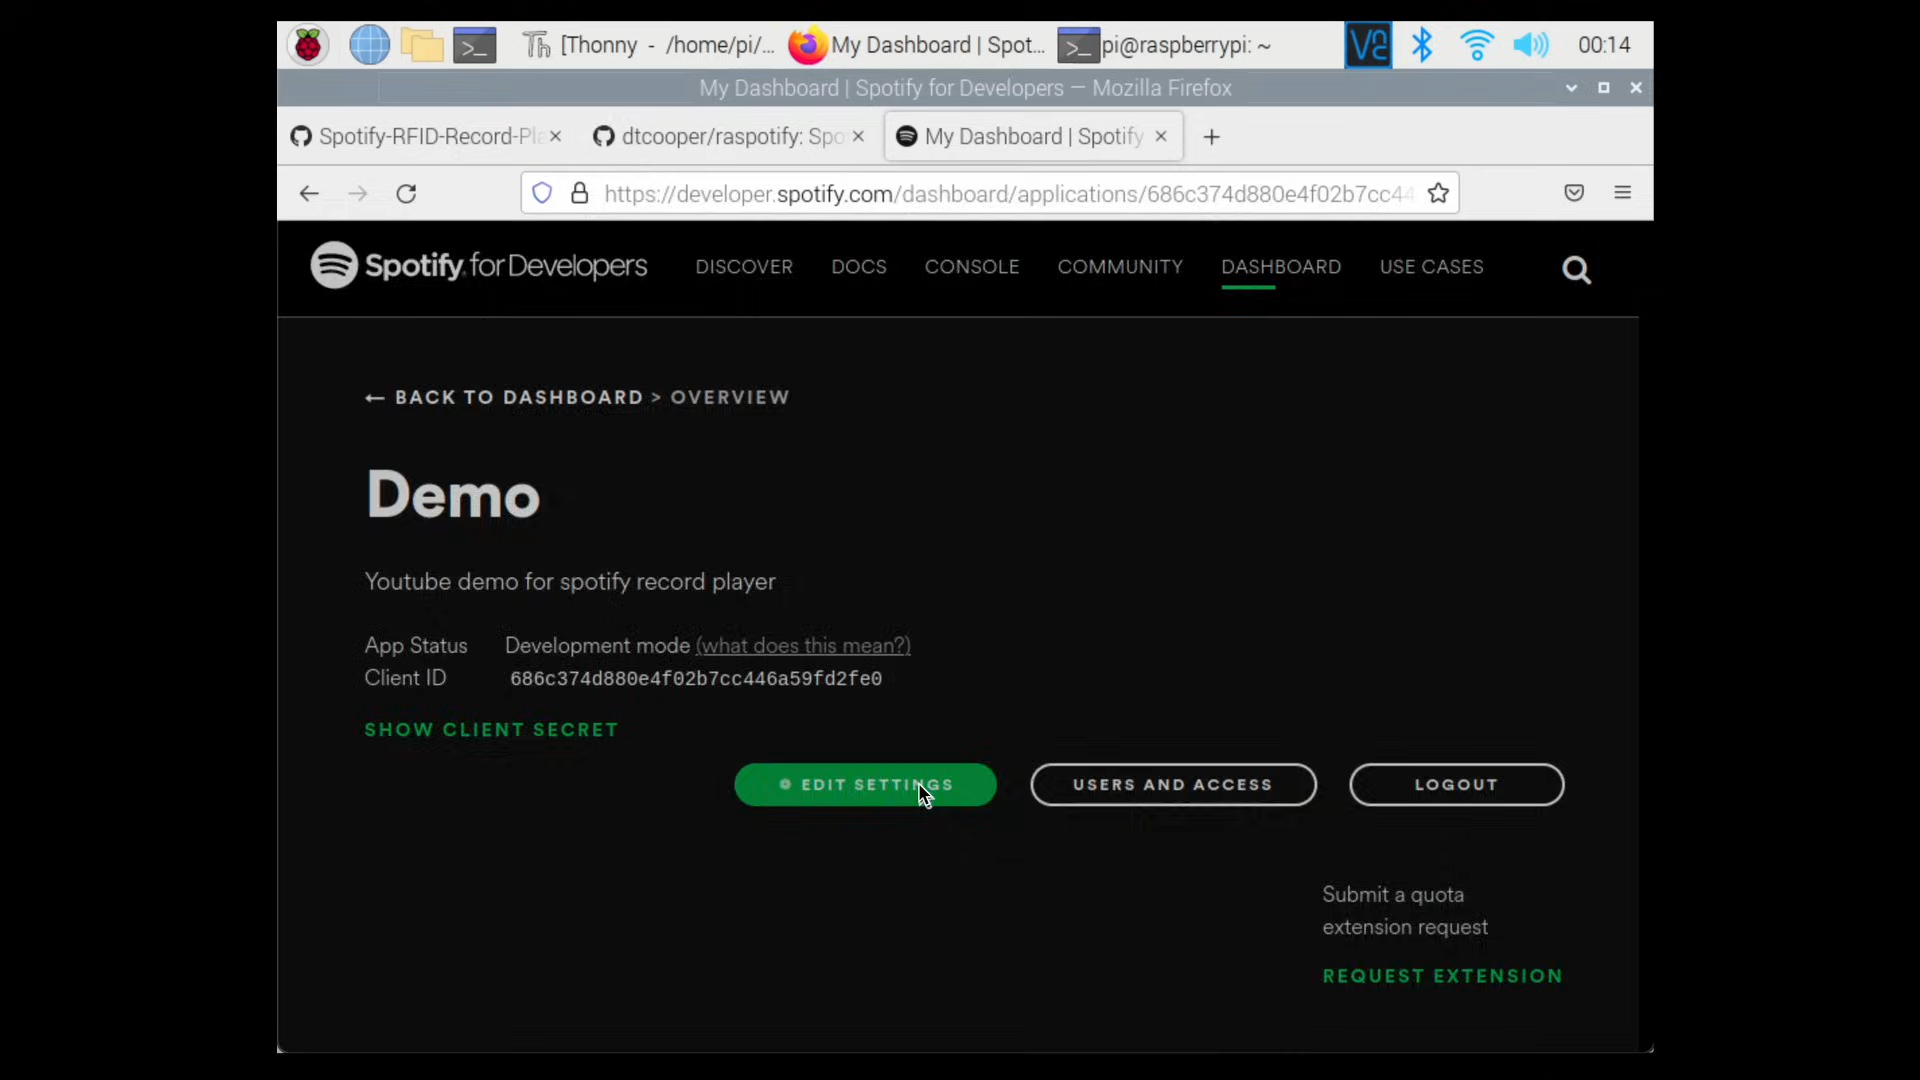 [Thonny - /home/pi/... My Dashboard | Spot... pi@raspberrypi: ~ 00:14
My Dashboard | Spotify for Developers — Mozilla Firefox
Spotify-RFID-Record-Pla dtcooper/raspotify: Spo My Dashboard | Spotify
https://developer.spotify.com/dashboard/applications/686c374d880e4f02b7cc44
Spotify for Developers DISCOVER DOCS CONSOLE COMMUNITY DASHBOARD USE CASES
← BACK TO DASHBOARD > OVERVIEW
Demo
Youtube demo for spotify record player
App Status Development mode (what does this mean?)
Client ID 686c374d880e4f02b7cc446a59fd2fe0
SHOW CLIENT SECRET
EDIT SETTINGS USERS AND ACCESS LOGOUT
Submit a quota
extension request
REQUEST EXTENSION